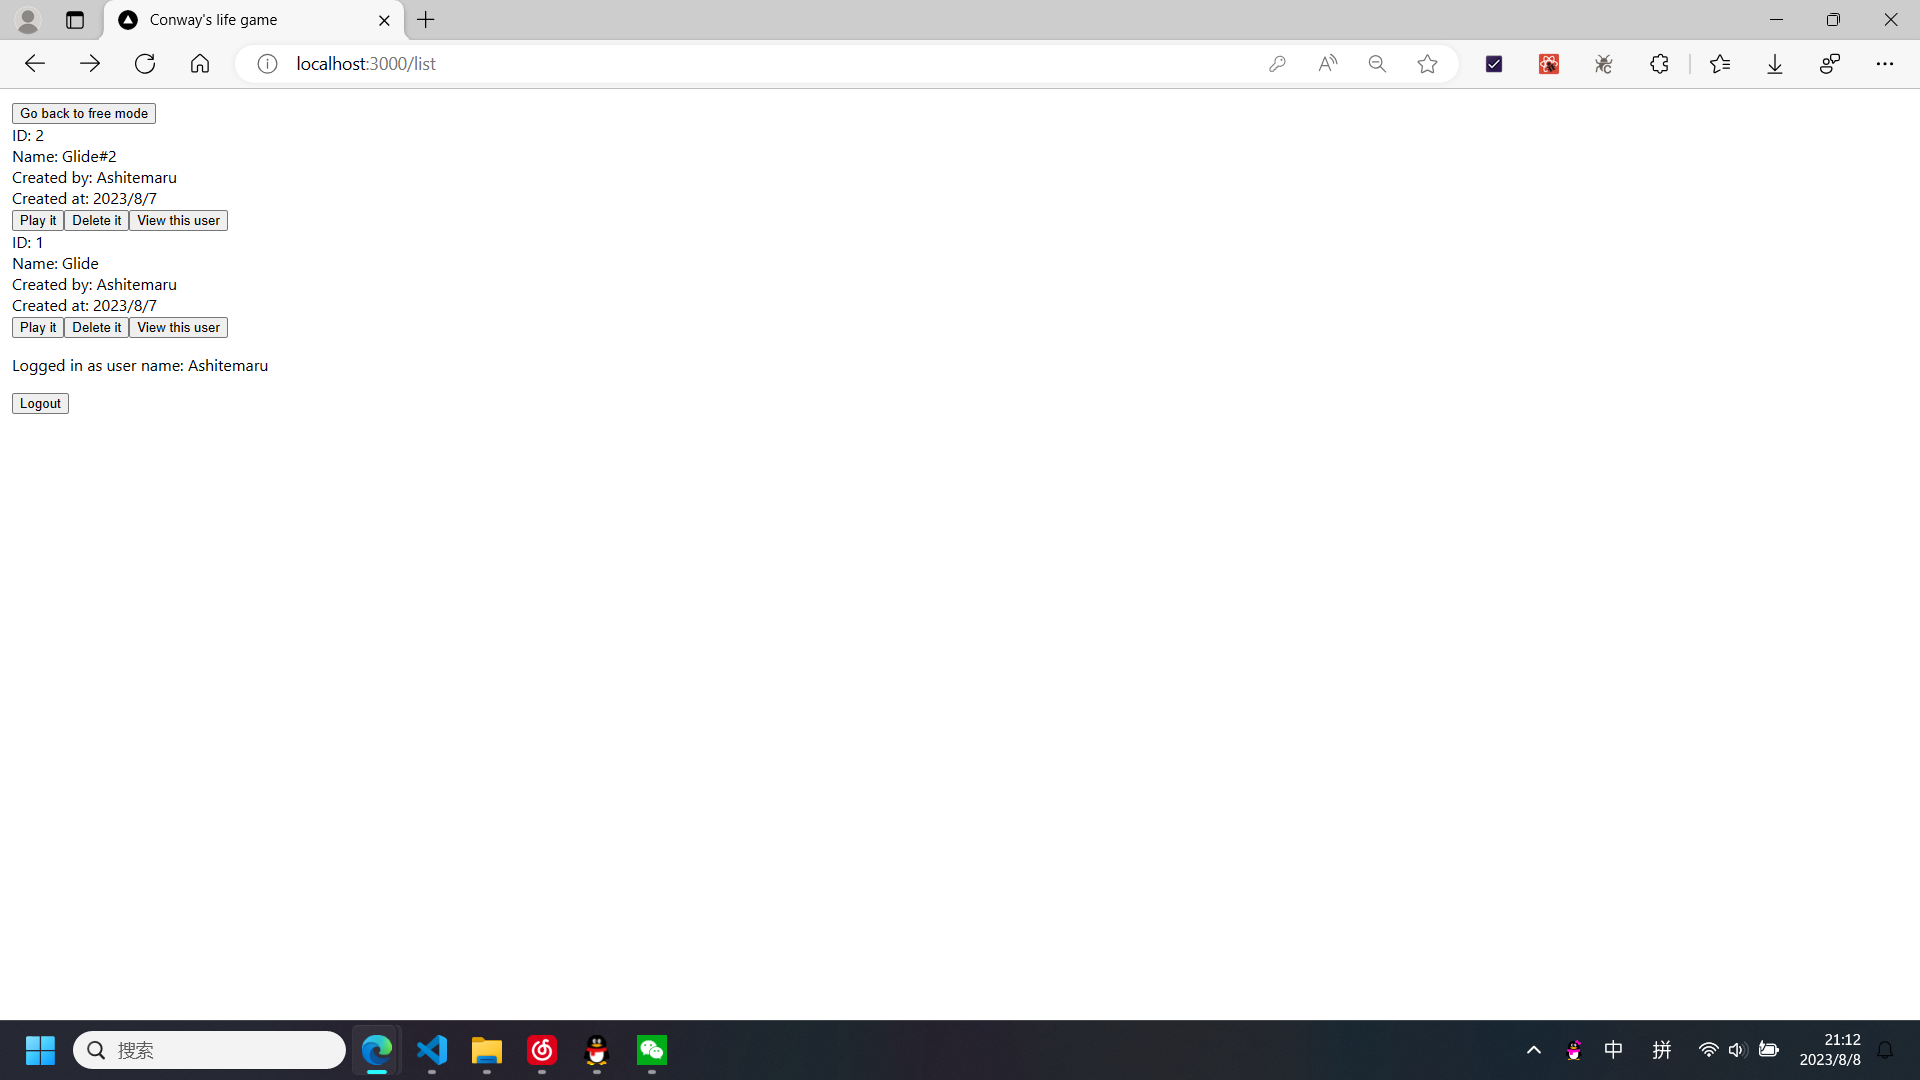 Conway's life game
localhost:3000/list
Go back to free mode
ID: 2
Name: Glide#2
Created by: Ashitemaru
Created at: 2023/8/7
Play it Delete it View this user
ID: 1
Name: Glide
Created by: Ashitemaru
Created at: 2023/8/7
Play it Delete it View this user
Logged in as user name: Ashitemaru
Logout
搜索
中 拼
21:12
2023/8/8